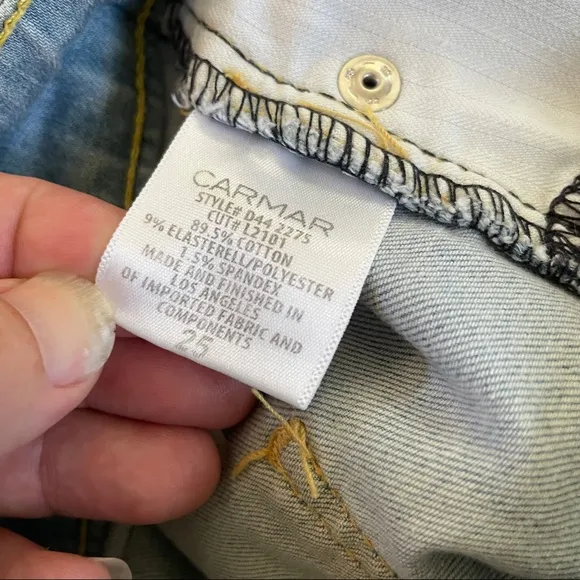 CARMAR
STYLE# D44 2275
CUT# L2101
89.5% COTTON
9% ELASTERELL/POLYESTER
1.5% SPANDEX
MADE AND FINISHED IN
LOS ANGELES
OF IMPORTED FABRIC AND
COMPONENTS
25